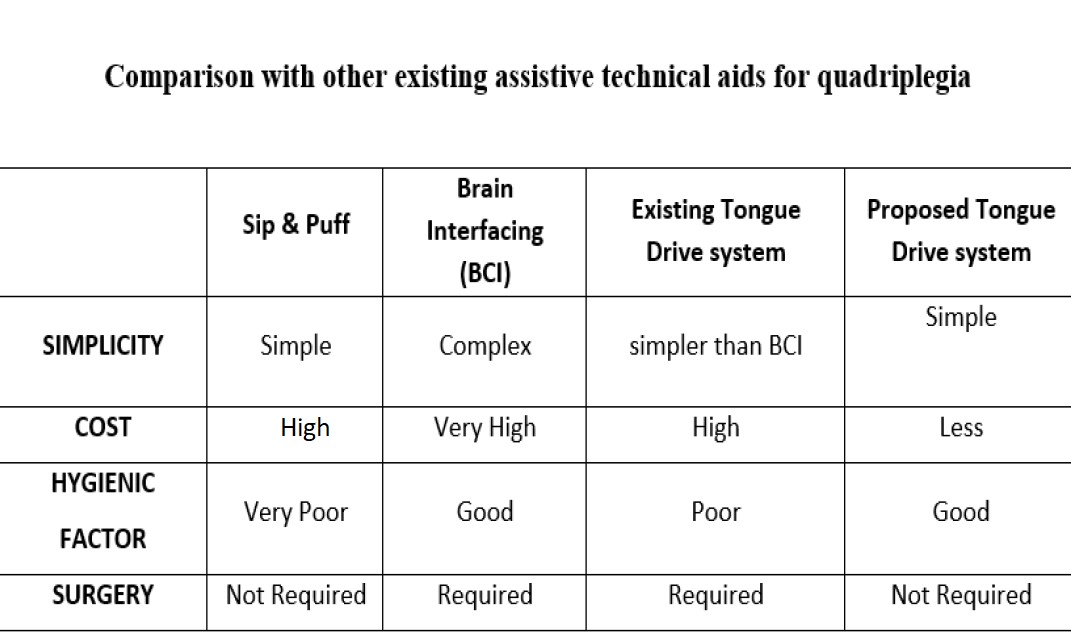 Comparison with other existing assistive technical aids for quadriplegia
Sip & Puff
Brain
Interfacing
(BCI)
Existing Tongue
Drive system
Proposed Tongue
Drive system
SIMPLICITY
Simple
Complex
simpler than BCI
Simple
COST
High
Very High
High
Less
HYGIENIC
FACTOR
Very Poor
Good
Poor
Good
SURGERY
Not Required
Required
Required
Not Required